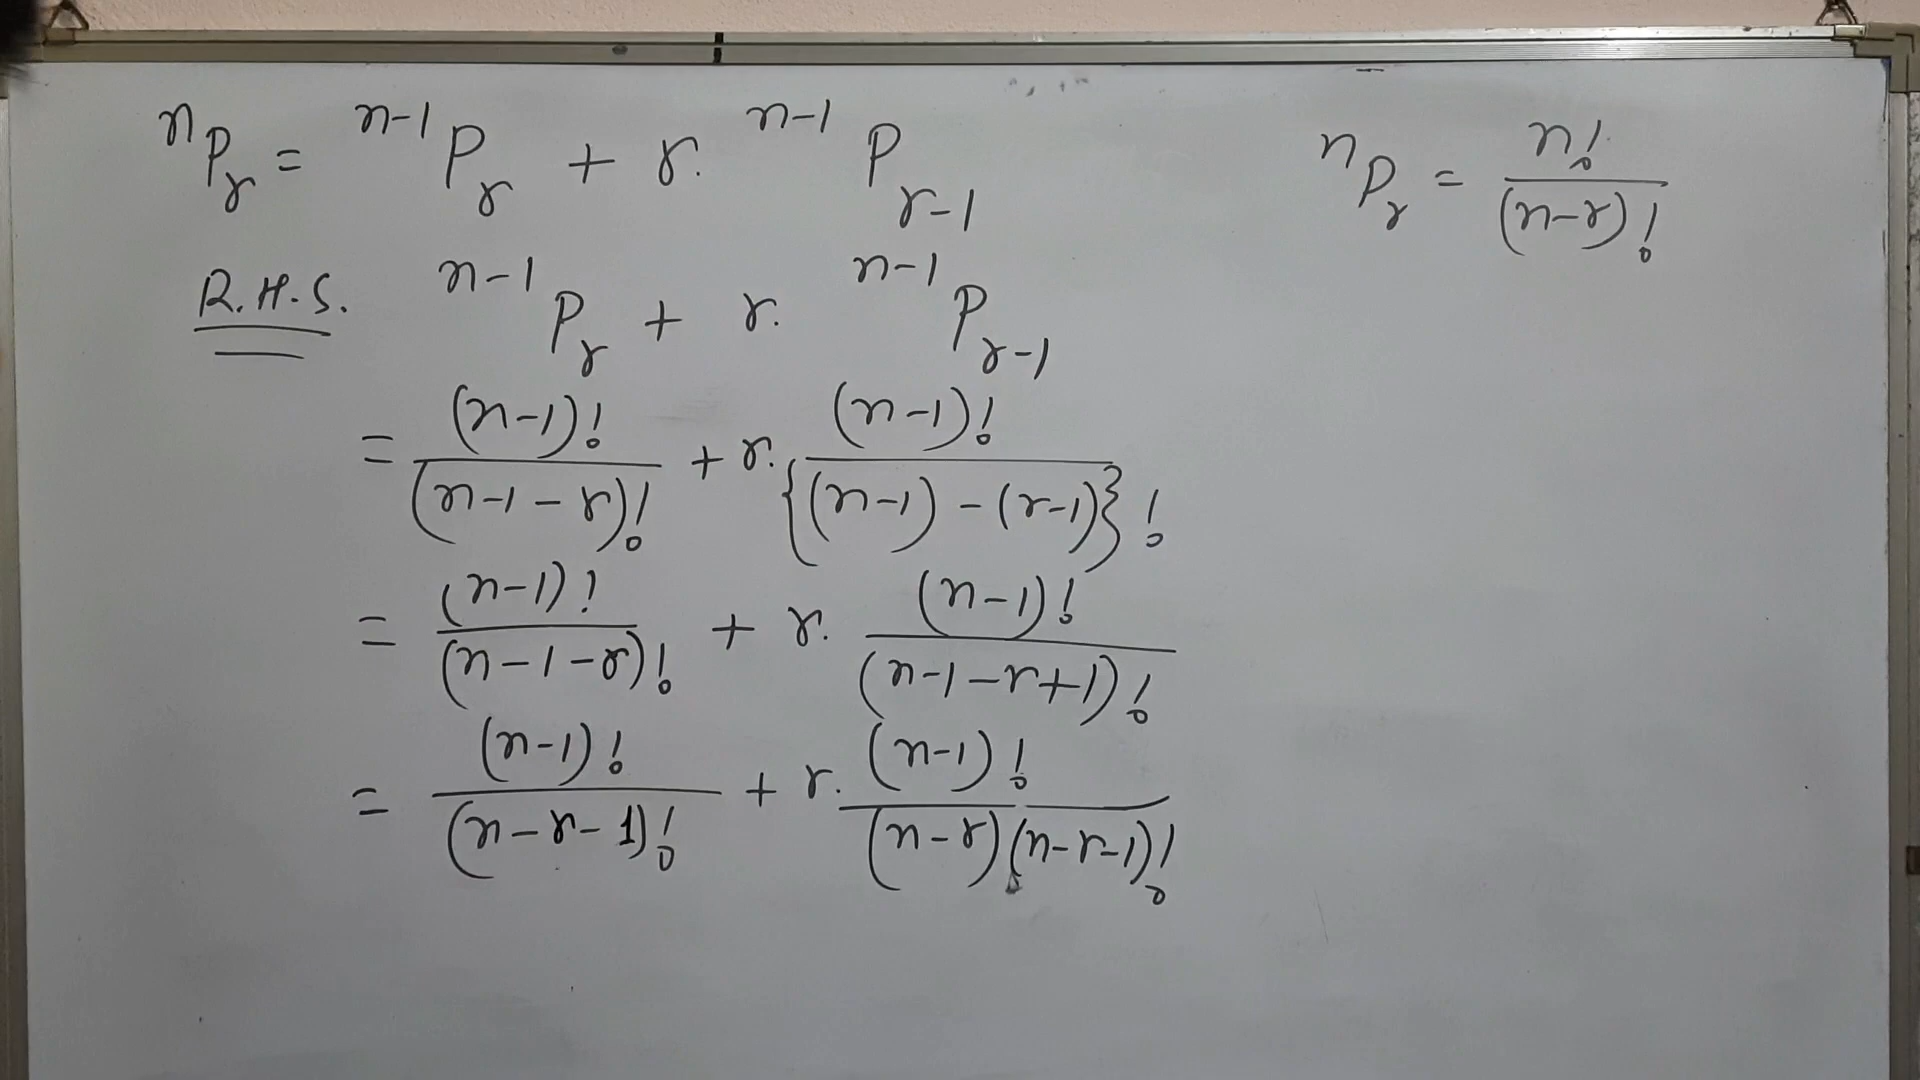 ⁿPᵣ = ⁿ⁻¹Pᵣ + r. ⁿ⁻¹Pᵣ₋₁
ⁿPᵣ = n! / (n-r)!
R.H.S. ⁿ⁻¹Pᵣ + r. ⁿ⁻¹Pᵣ₋₁
= (n-1)! / (n-1-r)! + r. (n-1)! / {(n-1)-(r-1)}!
= (n-1)! / (n-1-r)! + r. (n-1)! / (n-1-r+1)!
= (n-1)! / (n-r-1)! + r. (n-1)! / (n-r)(n-r-1)!